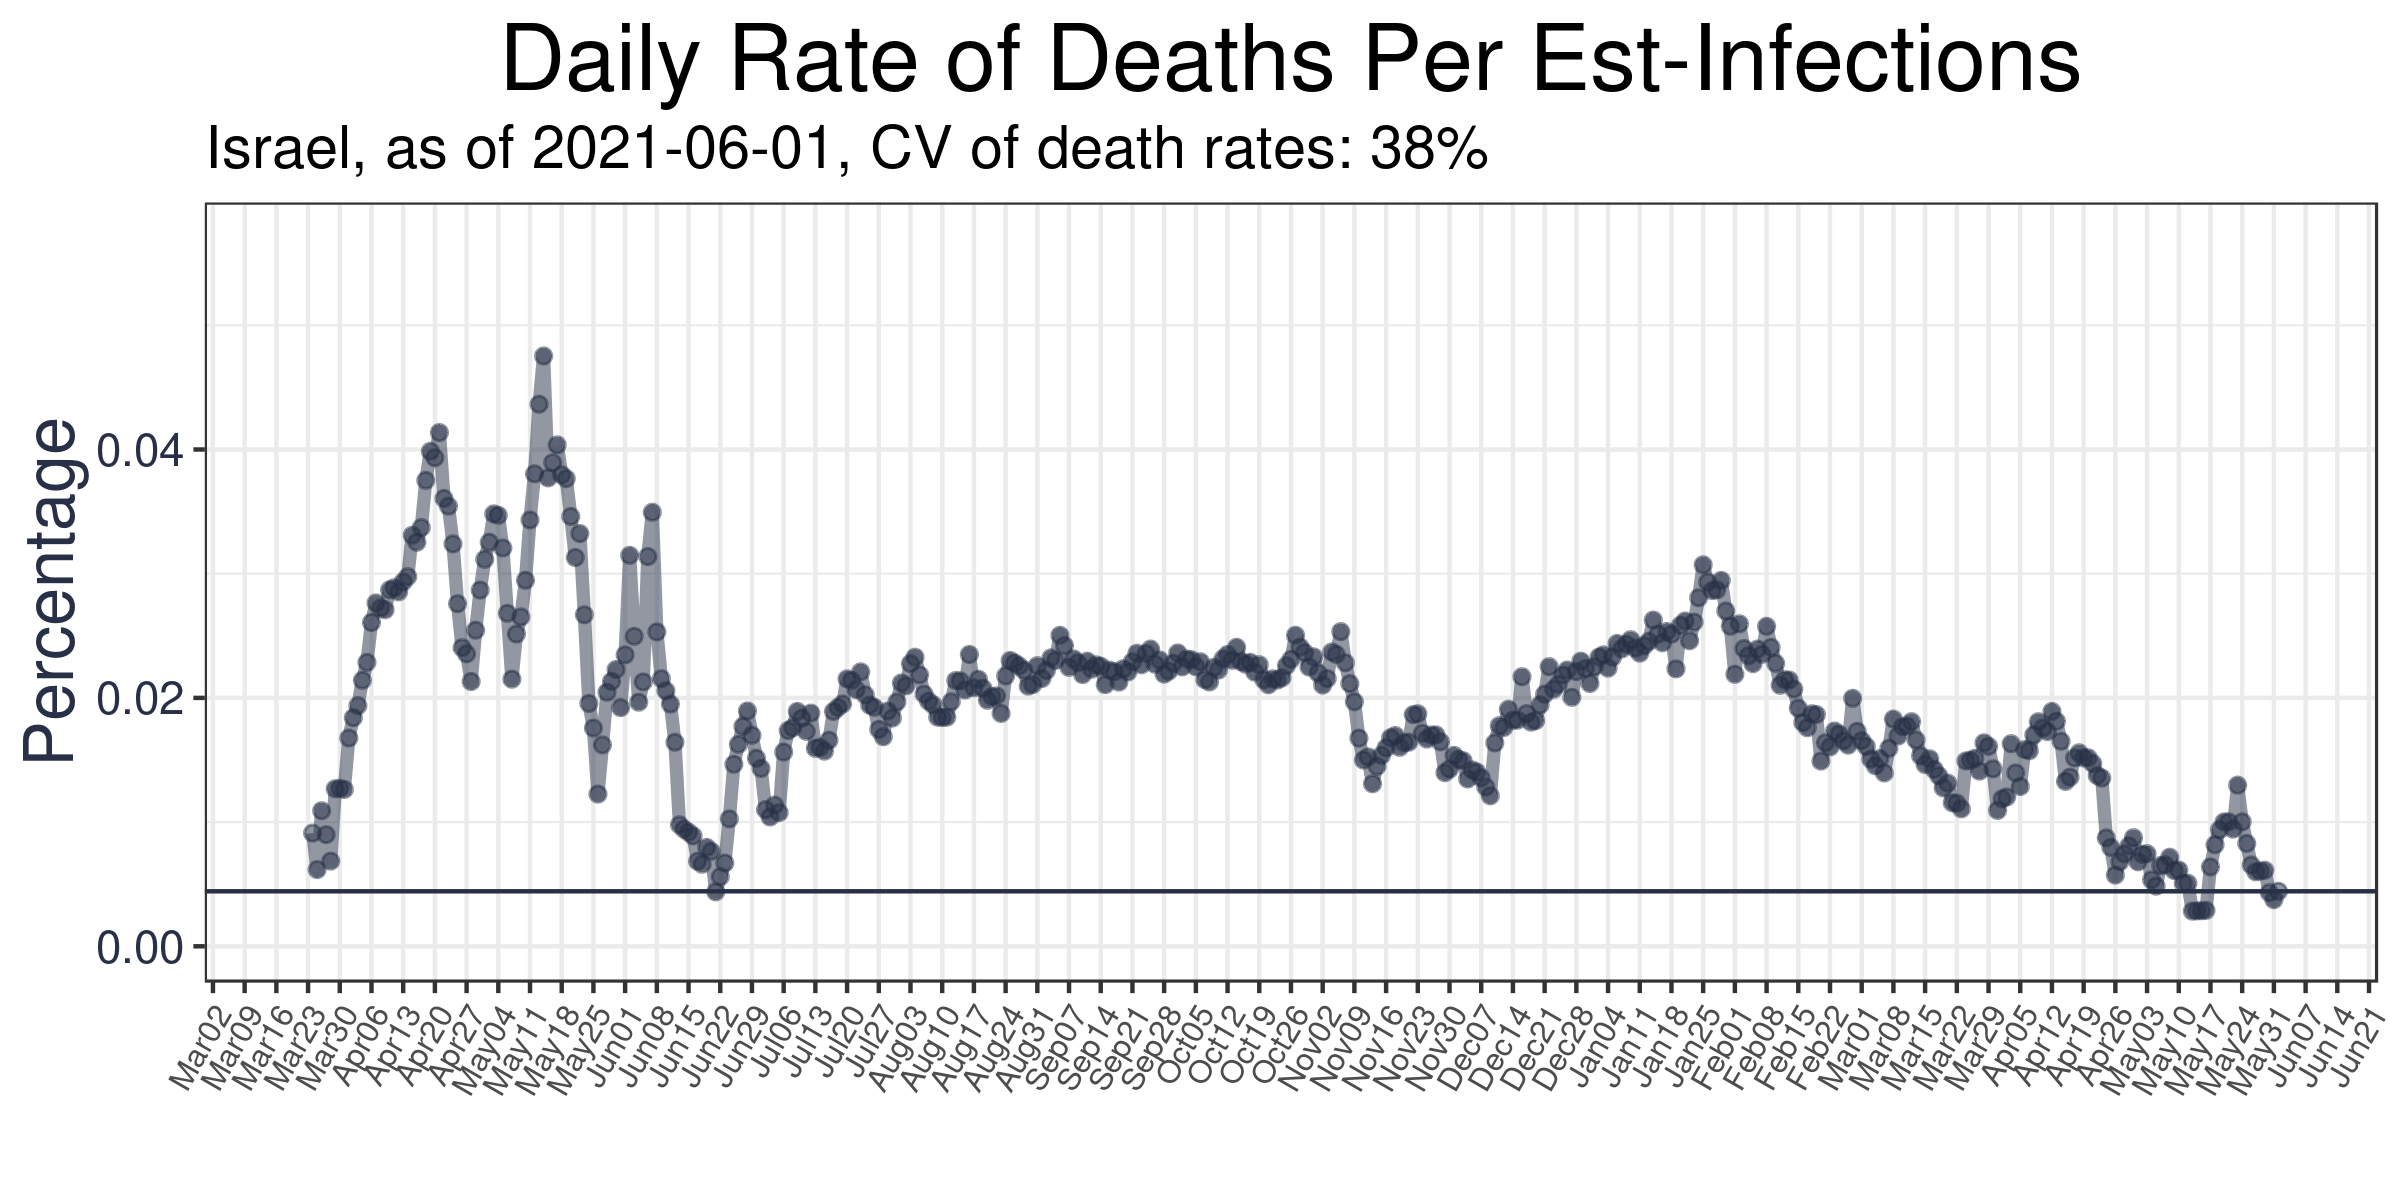 Daily Rate of Deaths Per Est-Infections
Israel, as of 2021-06-01, CV of death rates: 38%
Percentage
0.04
0.02
0.00
Mar02
Mar09
Mar16
Mar23
Mar30
Apr06
Apr13
Apr20
Apr27
May04
May11
May18
May25
Jun01
Jun08
Jun15
Jun22
Jun29
Jul06
Jul13
Jul20
Jul27
Aug03
Aug10
Aug17
Aug24
Aug31
Sep07
Sep14
Sep21
Sep28
Oct05
Oct12
Oct19
Oct26
Nov02
Nov09
Nov16
Nov23
Nov30
Dec07
Dec14
Dec21
Dec28
Jan04
Jan11
Jan18
Jan25
Feb01
Feb08
Feb15
Feb22
Mar01
Mar08
Mar15
Mar22
Mar29
Apr05
Apr12
Apr19
Apr26
May03
May10
May17
May24
May31
Jun07
Jun14
Jun21